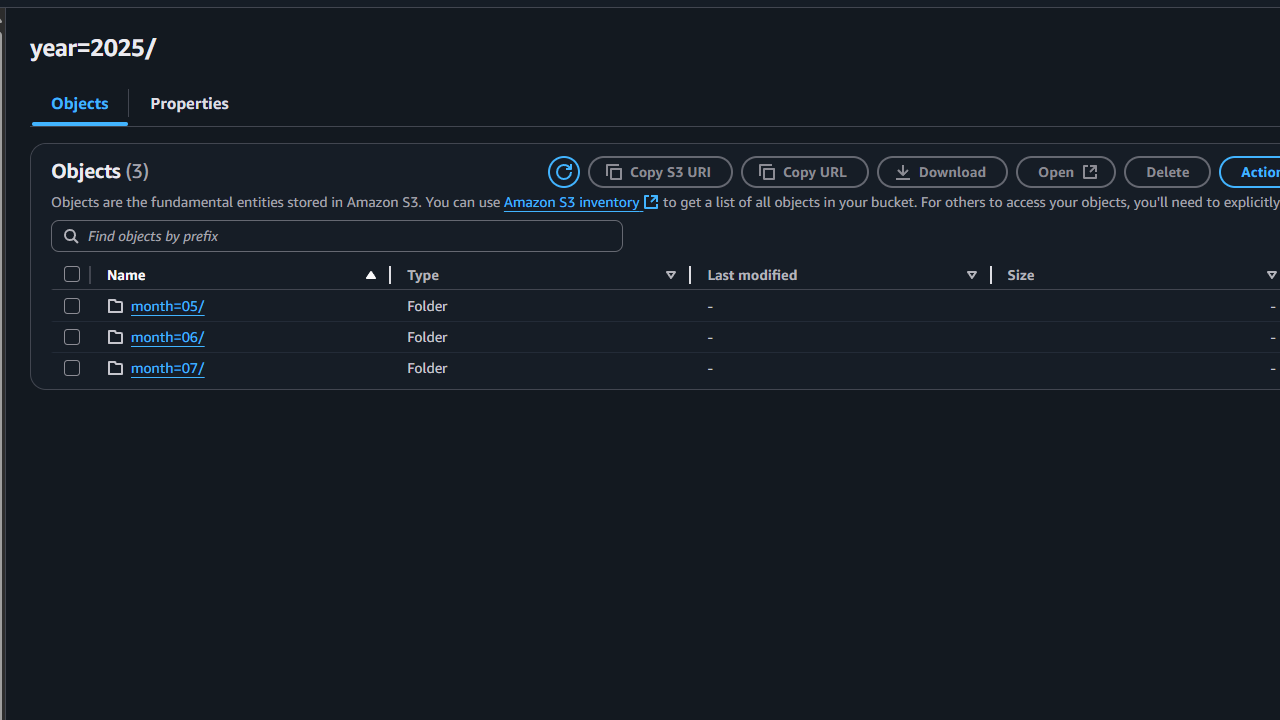 year=2025/
Objects Properties
Objects (3) Copy S3 URI Copy URL Download Open Delete
Objects are the fundamental entities stored in Amazon S3. You can use Amazon S3 inventory to get a list of all objects in your bucket. For others to access your objects, you'll need to explicitly
Find objects by prefix
Name Type Last modified Size
month=05/ Folder - -
month=06/ Folder - -
month=07/ Folder - -